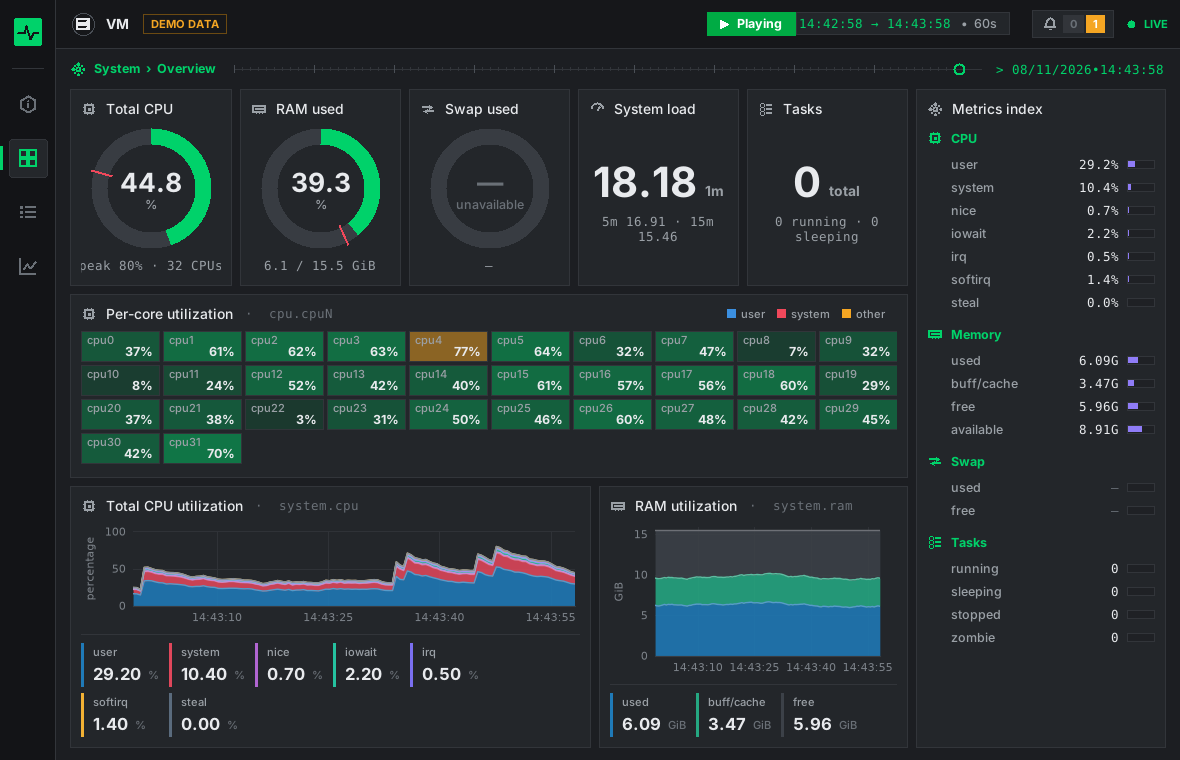 VM DEMO DATA
Playing 14:42:58 → 14:43:58 • 60s
0 1 LIVE
System › Overview
> 08/11/2026•14:43:58
Total CPU
44.8
%
peak 80% · 32 CPUs
RAM used
39.3
%
6.1 / 15.5 GiB
Swap used
—
unavailable
—
System load
18.18 1m
5m 16.91 · 15m
15.46
Tasks
0 total
0 running · 0
sleeping
Per-core utilization · cpu.cpuN
user system other
cpu0 37%
cpu1 61%
cpu2 62%
cpu3 63%
cpu4 77%
cpu5 64%
cpu6 32%
cpu7 47%
cpu8 7%
cpu9 32%
cpu10 8%
cpu11 24%
cpu12 52%
cpu13 42%
cpu14 40%
cpu15 61%
cpu16 57%
cpu17 56%
cpu18 60%
cpu19 29%
cpu20 37%
cpu21 38%
cpu22 3%
cpu23 31%
cpu24 50%
cpu25 46%
cpu26 60%
cpu27 48%
cpu28 42%
cpu29 45%
cpu30 42%
cpu31 70%
Total CPU utilization · system.cpu
percentage
100
50
0
14:43:10 14:43:25 14:43:40 14:43:55
user
29.20 %
system
10.40 %
nice
0.70 %
iowait
2.20 %
irq
0.50 %
softirq
1.40 %
steal
0.00 %
RAM utilization · system.ram
GiB
15
10
5
0
14:43:10 14:43:25 14:43:40 14:43:55
used
6.09 GiB
buff/cache
3.47 GiB
free
5.96 GiB
Metrics index
CPU
user 29.2%
system 10.4%
nice 0.7%
iowait 2.2%
irq 0.5%
softirq 1.4%
steal 0.0%
Memory
used 6.09G
buff/cache 3.47G
free 5.96G
available 8.91G
Swap
used —
free —
Tasks
running 0
sleeping 0
stopped 0
zombie 0